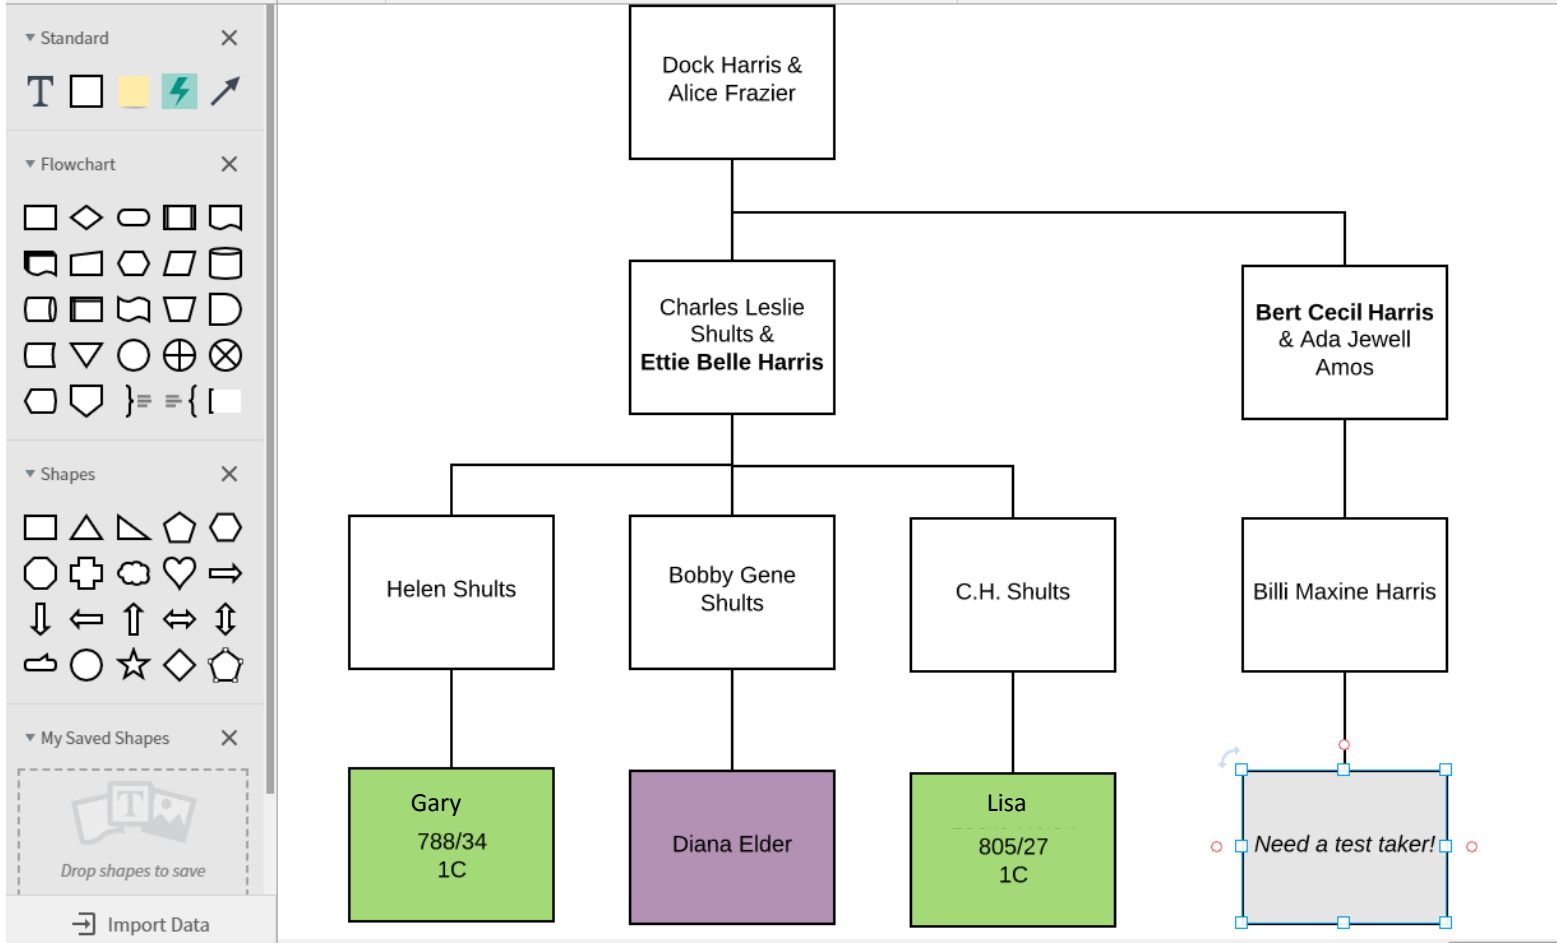 Standard
T
Flowchart
Shapes
My Saved Shapes
T
Drop shapes to save
Import Data
Dock Harris &
Alice Frazier
Charles Leslie
Shults &
Ettie Belle Harris
Bert Cecil Harris
& Ada Jewell
Amos
Helen Shults
Bobby Gene
Shults
C.H. Shults
Billi Maxine Harris
Gary
788/34
1C
Diana Elder
Lisa
805/27
1C
Need a test taker!